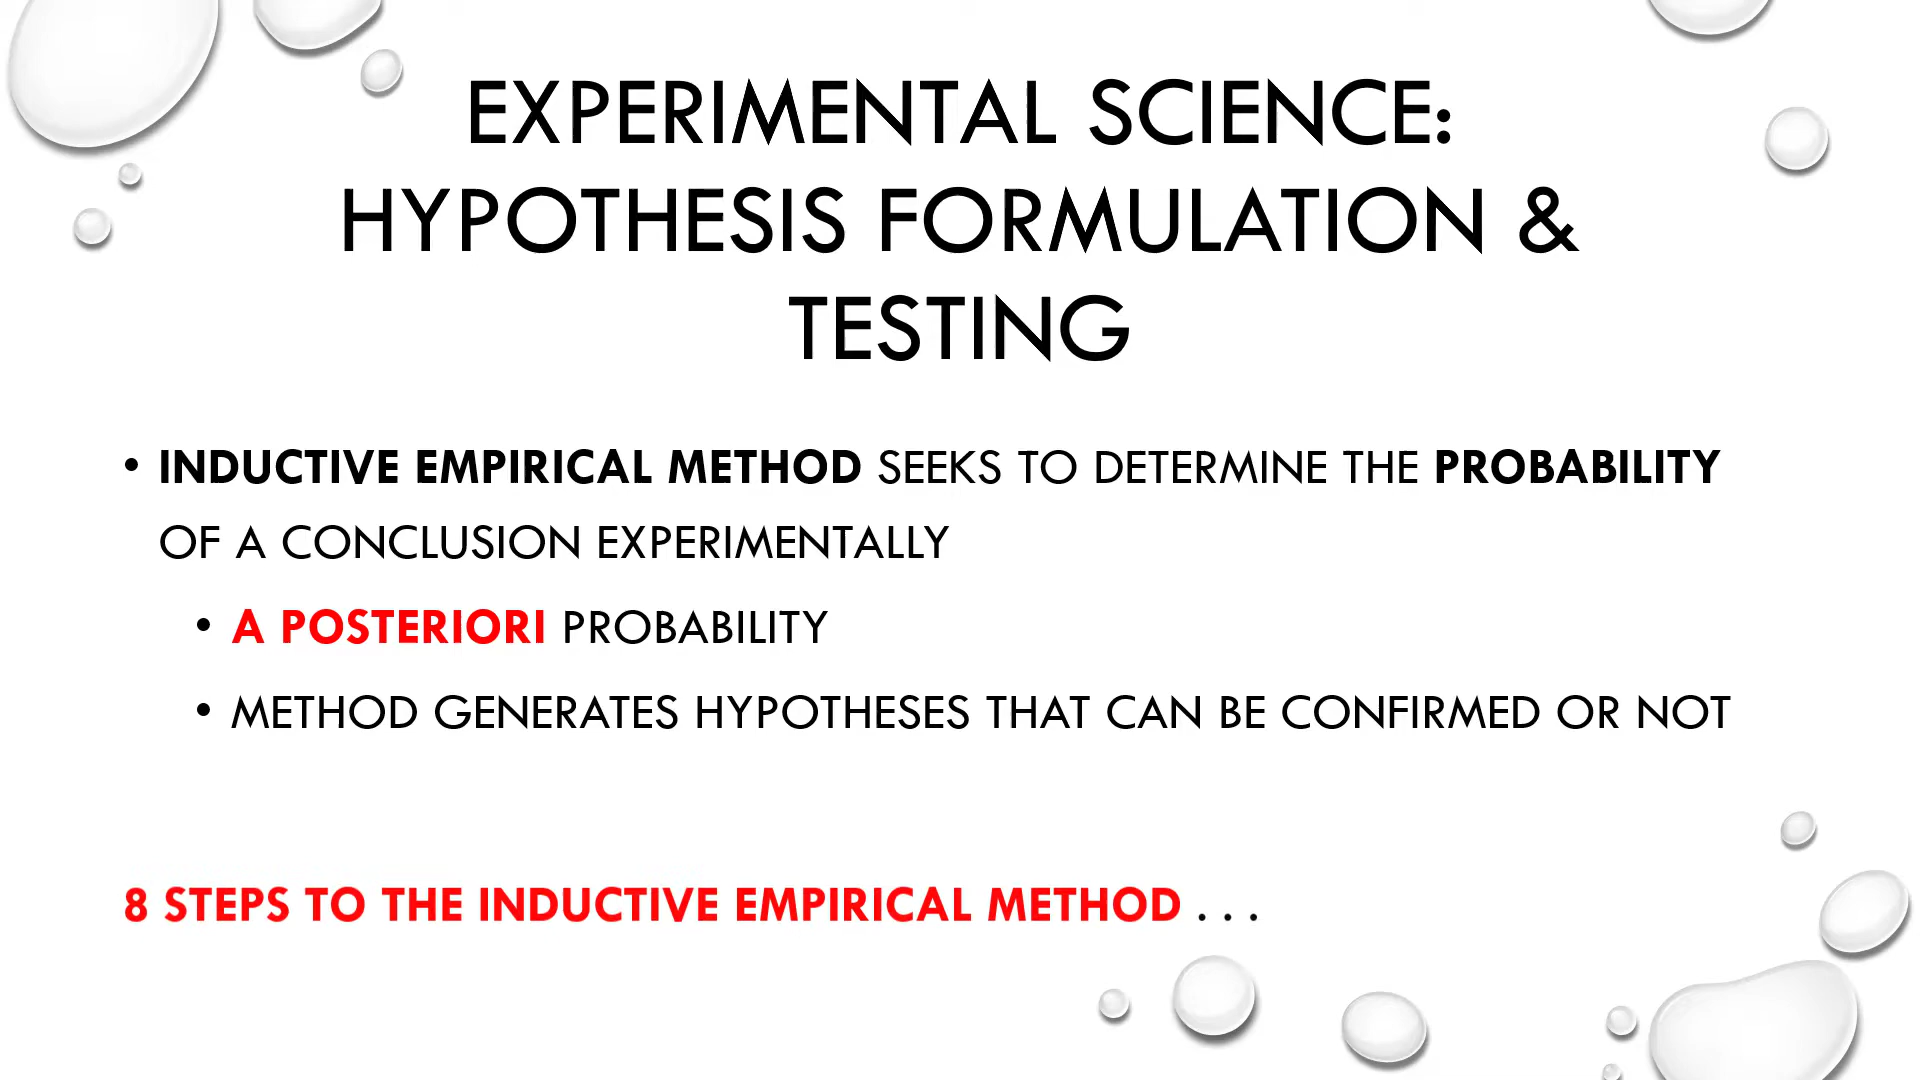 EXPERIMENTAL SCIENCE:
HYPOTHESIS FORMULATION &
TESTING
• INDUCTIVE EMPIRICAL METHOD SEEKS TO DETERMINE THE PROBABILITY
OF A CONCLUSION EXPERIMENTALLY
• A POSTERIORI PROBABILITY
• METHOD GENERATES HYPOTHESES THAT CAN BE CONFIRMED OR NOT
8 STEPS TO THE INDUCTIVE EMPIRICAL METHOD . . .